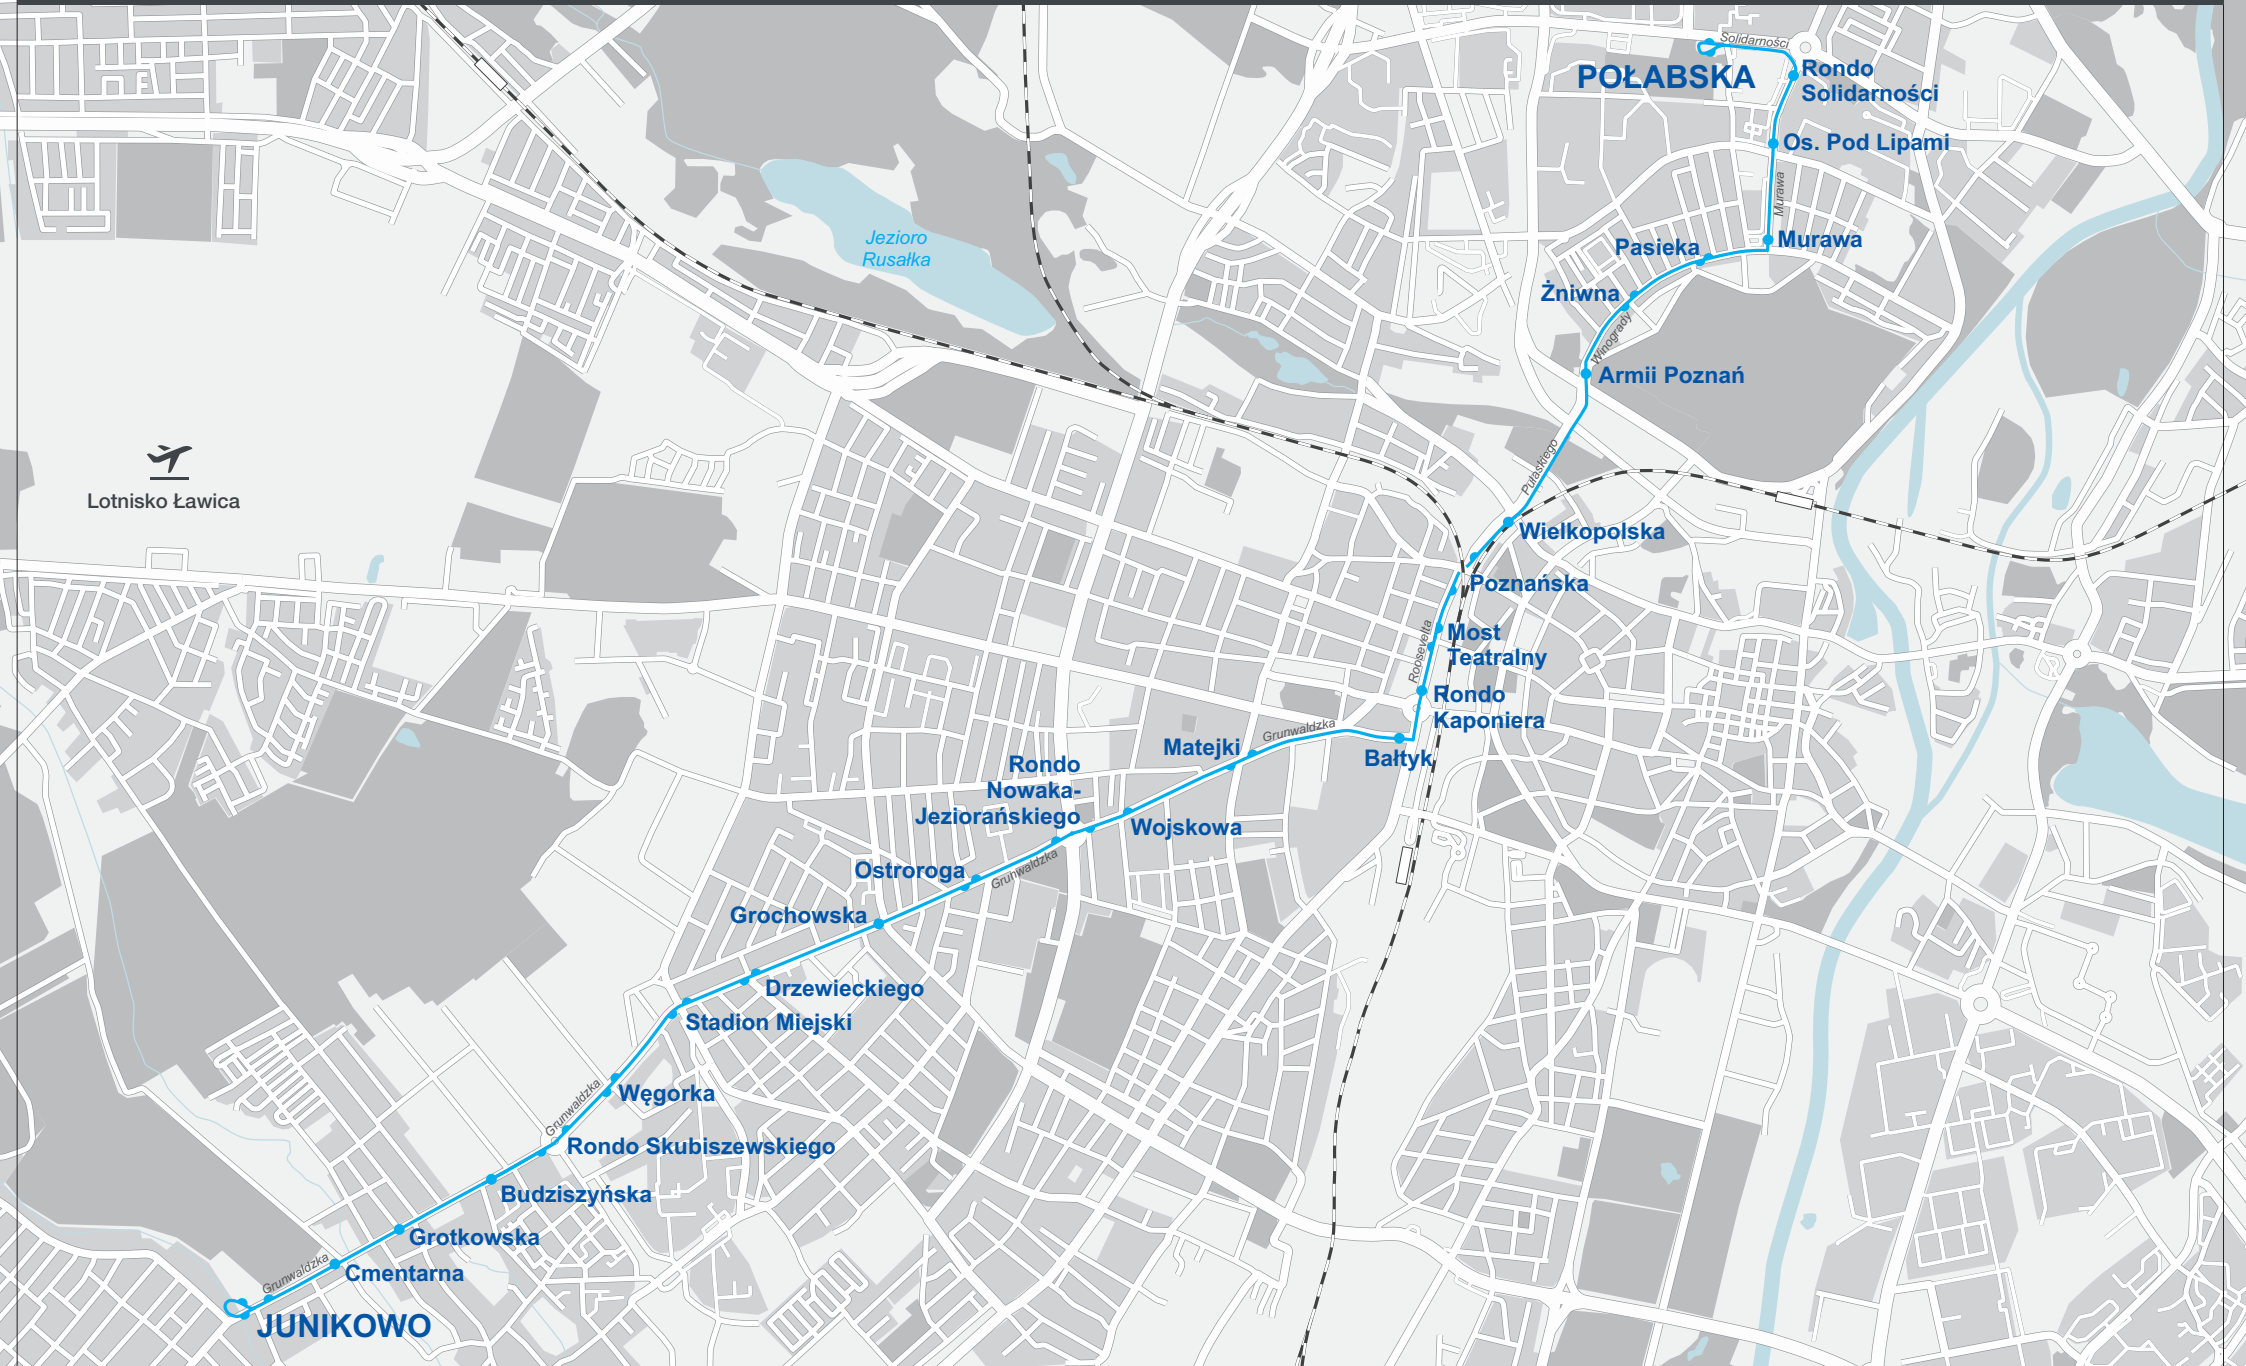 Solidarności
POŁABSKA
Rondo
Solidarności
Os. Pod Lipami
Murawa
Murawa
Pasieka
Żniwna
Winogrady
Armii Poznań
Pułaskiego
Wielkopolska
Poznańska
Roosevelta
Most
Teatralny
Rondo
Kaponiera
Bałtyk
Grunwaldzka
Matejki
Rondo
Nowaka-
Jeziorańskiego
Wojskowa
Grunwaldzka
Ostroroga
Grochowska
Drzewieckiego
Stadion Miejski
Węgorka
Grunwaldzka
Rondo Skubiszewskiego
Budziszyńska
Grotkowska
Cmentarna
Grunwaldzka
JUNIKOWO
Jezioro
Rusałka
Lotnisko Ławica